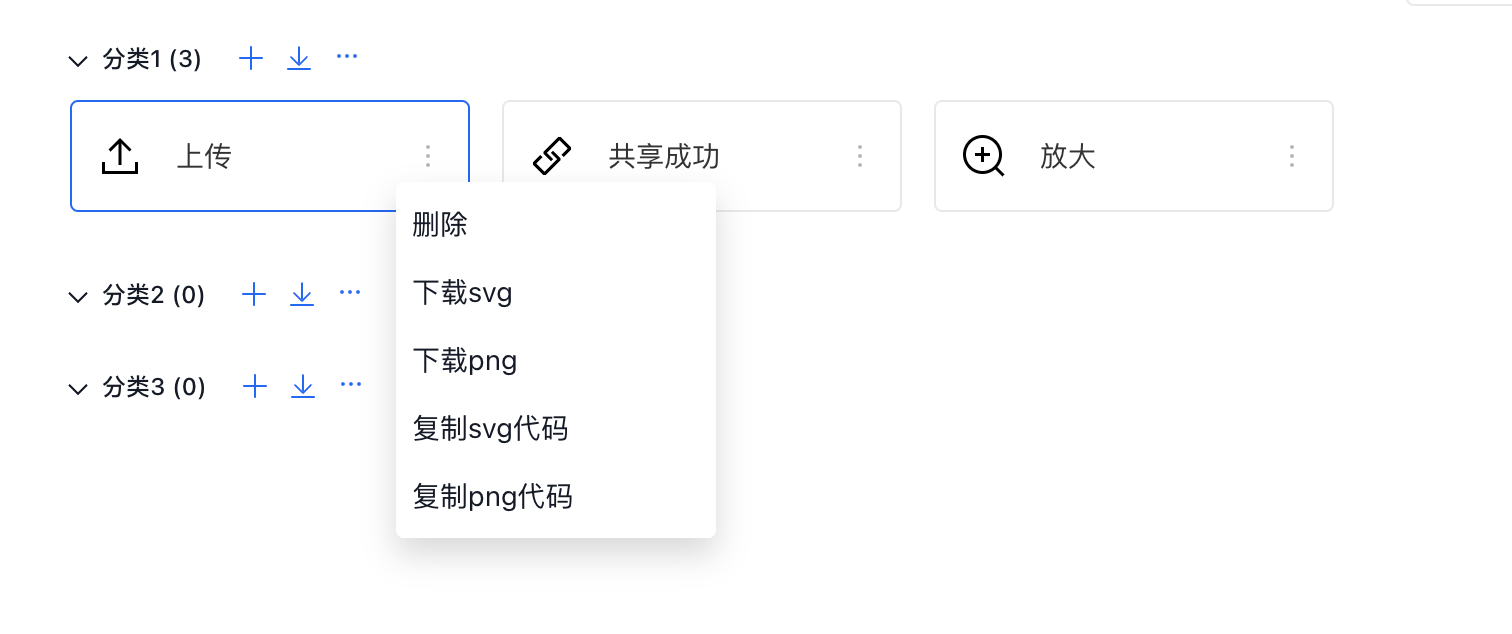 分类1 (3)
上传
共享成功
放大
删除
下载svg
下载png
复制svg代码
复制png代码
分类2 (0)
分类3 (0)